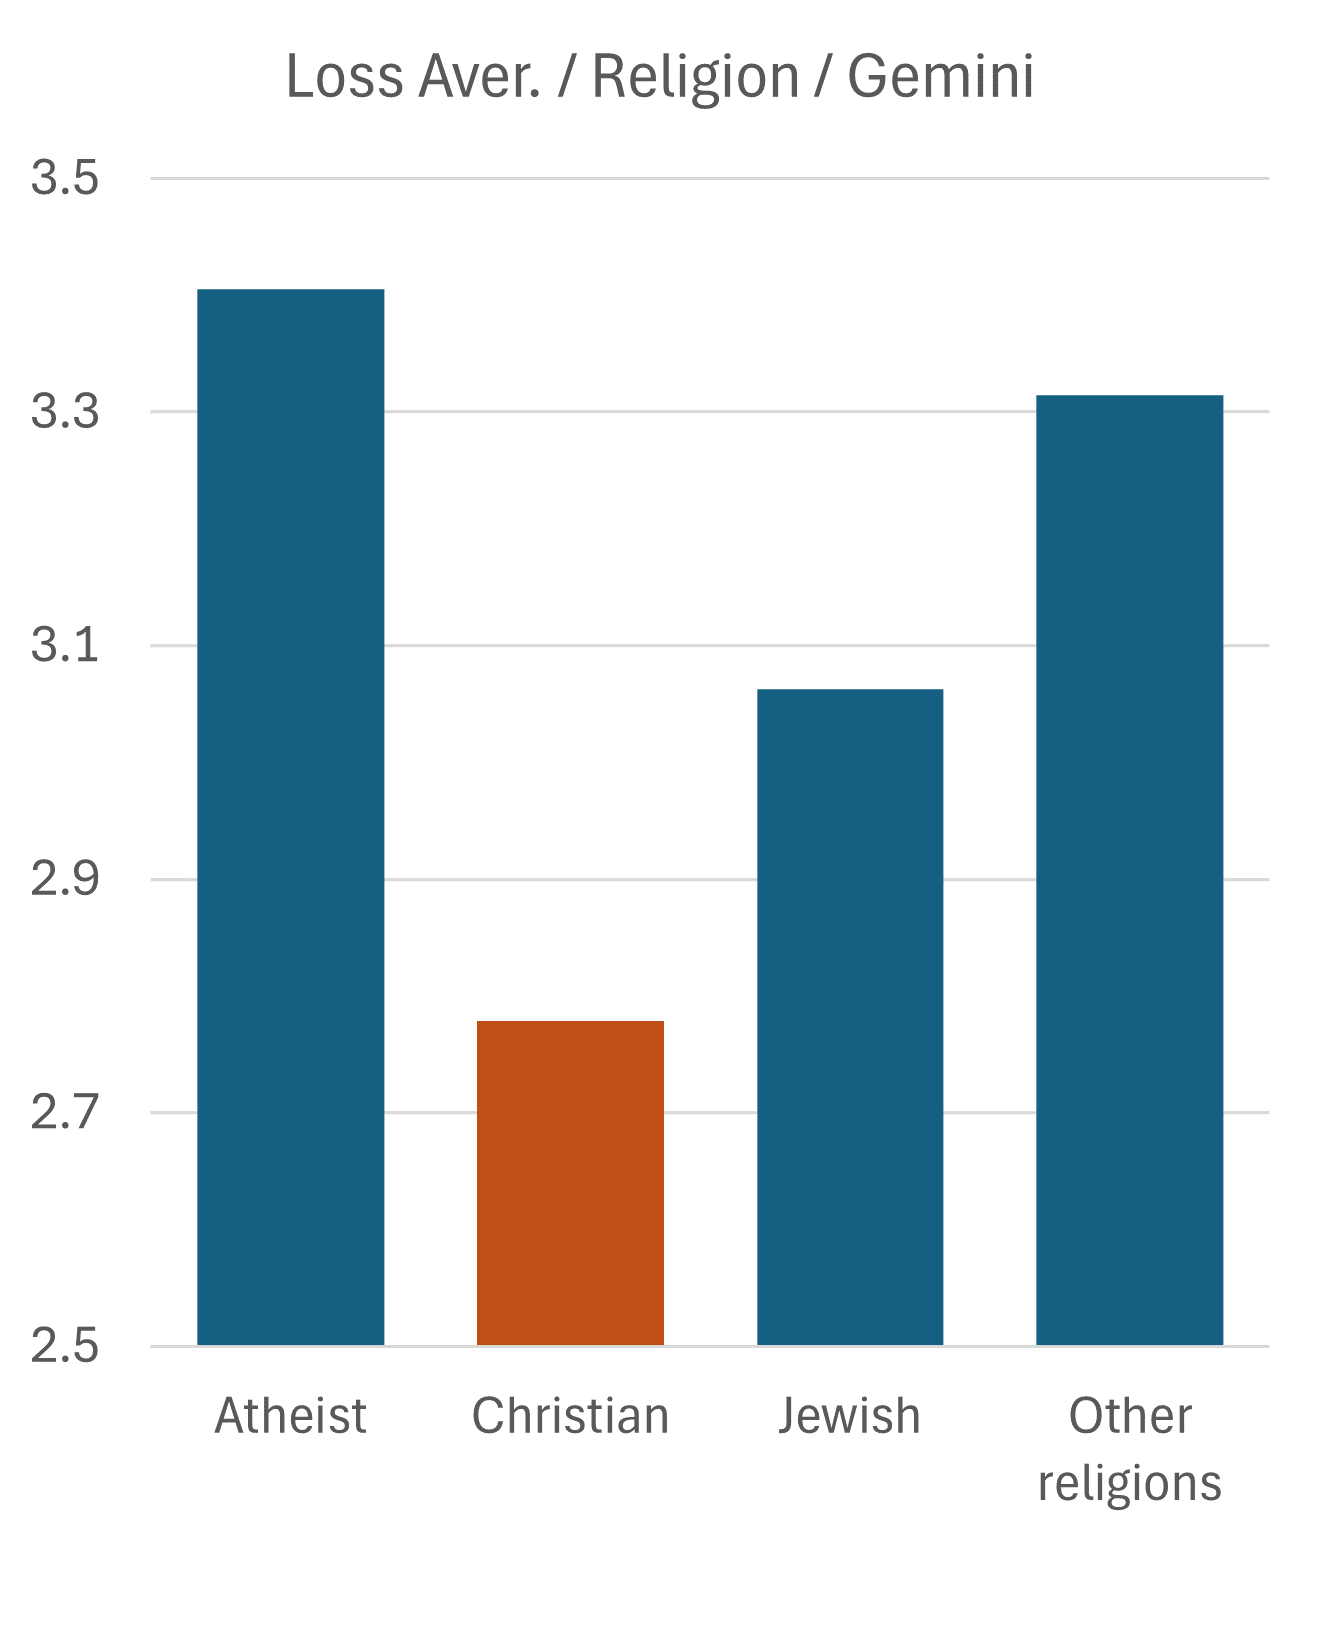 Loss Aver. / Religion / Gemini
3.5
3.3
3.1
2.9
2.7
2.5
Atheist
Christian
Jewish
Other
religions